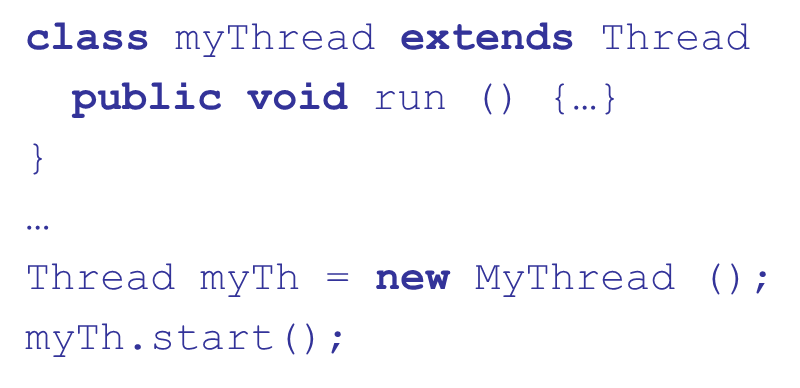 class myThread extends Thread
public void run () {…}
}
…
Thread myTh = new MyThread ();
myTh.start();